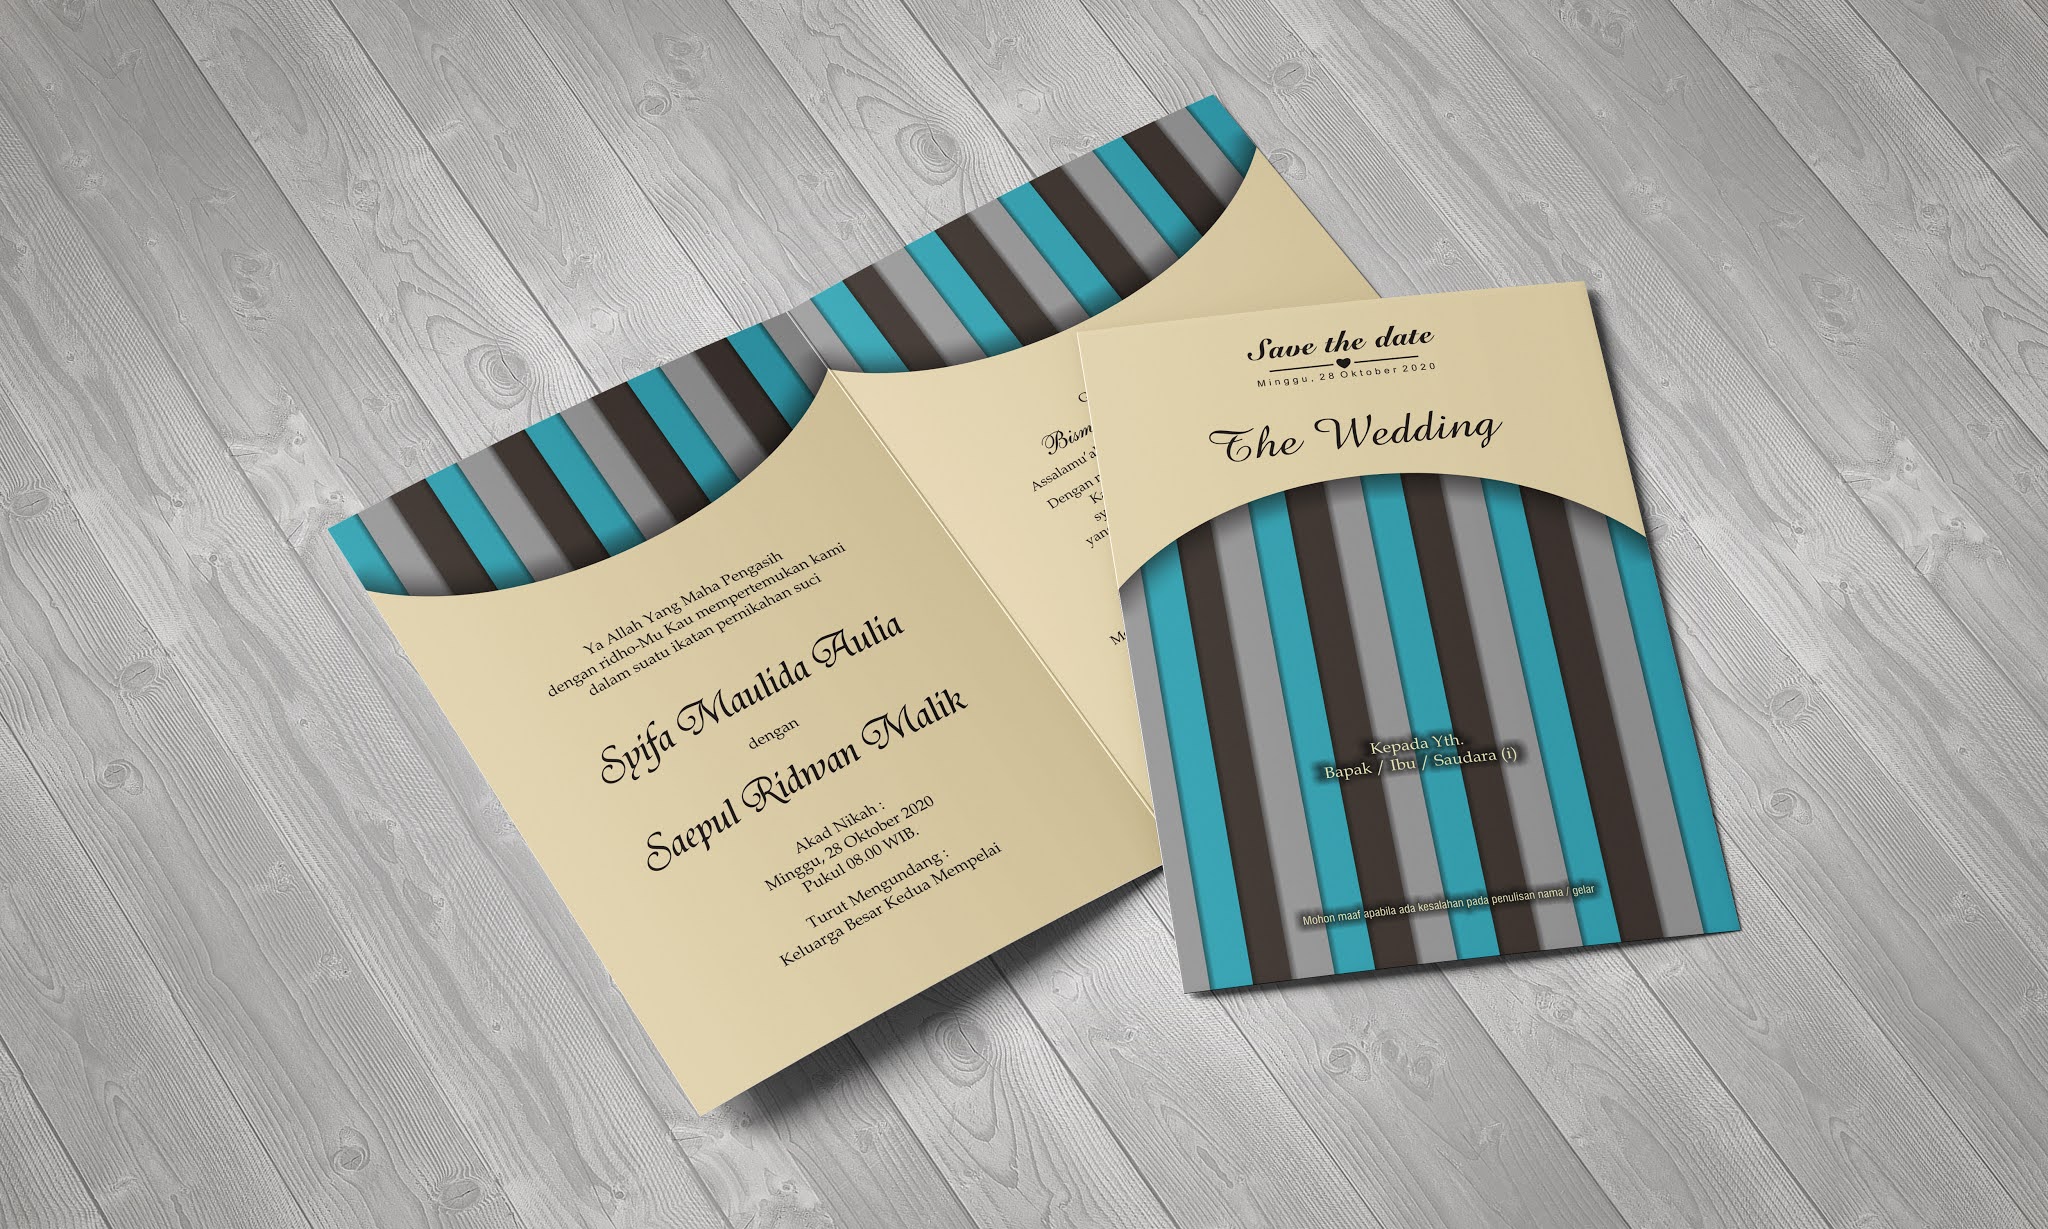 Ya Allah Yang Maha Pengasih
dengan ridho-Mu Kau mempertemukan kami
dalam suatu ikatan pernikahan suci
Syifa Maulida Aulia
dengan
Saepul Ridwan Malik
Akad Nikah :
Minggu, 28 Oktober 2020
Pukul 08.00 WIB.
Turut Mengundang :
Keluarga Besar Kedua Mempelai
Dengan
Save the date
Minggu, 28 Oktober 2020
The Wedding
Kepada Yth.
Bapak / Ibu / Saudara (i)
Mohon maaf apabila ada kesalahan pada penulisan nama / gelar